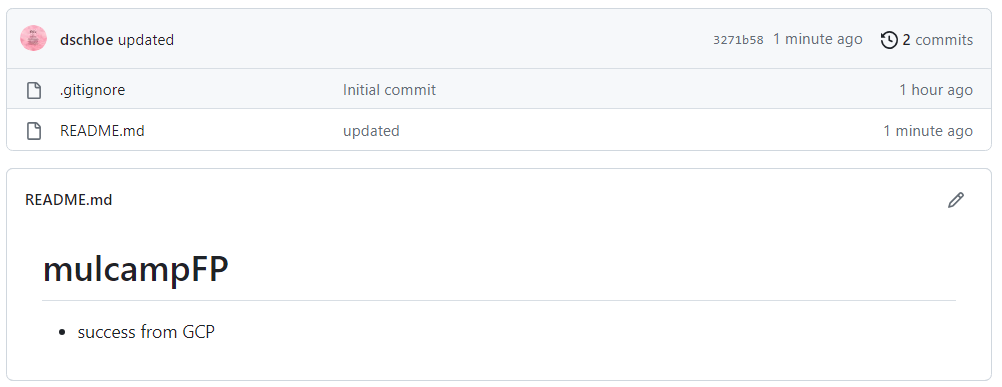 dschloe updated 3271b58 1 minute ago 2 commits
.gitignore Initial commit 1 hour ago
README.md updated 1 minute ago
README.md
mulcampFP
success from GCP